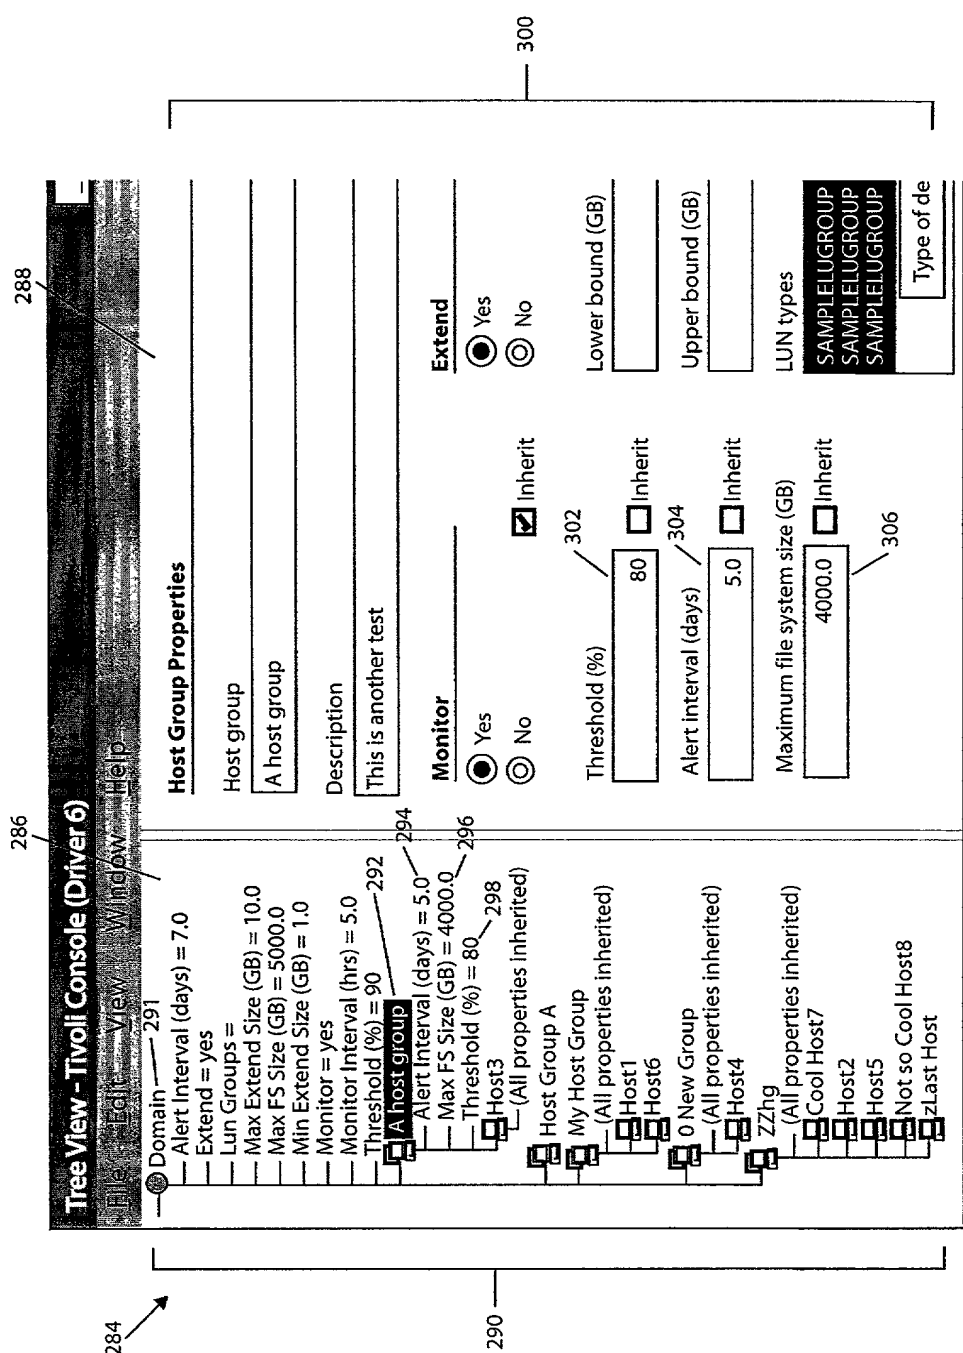 284
286
288
Tree View - Tivoli Console (Driver 6)
File Edit View Window Help
290
291
Domain
Alert Interval (days) = 7.0
Extend = yes
Lun Groups =
Max Extend Size (GB) = 10.0
Max FS Size (GB) = 5000.0
Min Extend Size (GB) = 1.0
Monitor = yes
Monitor Interval (hrs) = 5.0
Threshold (%) = 90
292
A host group
294
Alert Interval (days) = 5.0
296
Max FS Size (GB) = 4000.0
Threshold (%) = 80
298
Host3
(All properties inherited)
Host Group A
My Host Group
(All properties inherited)
Host1
Host6
0 New Group
(All properties inherited)
Host4
ZZhg
(All properties inherited)
Cool Host7
Host2
Host5
Not so Cool Host8
zLast Host
300
Host Group Properties
Host group
A host group
Description
This is another test
Monitor
Yes
No
Inherit
302
Threshold (%)
80
Inherit
304
Alert interval (days)
5.0
Inherit
Maximum file system size (GB)
4000.0
Inherit
306
Extend
Yes
No
Lower bound (GB)
Upper bound (GB)
LUN types
SAMPLELUGROUP
SAMPLELUGROUP
SAMPLELUGROUP
Type of de